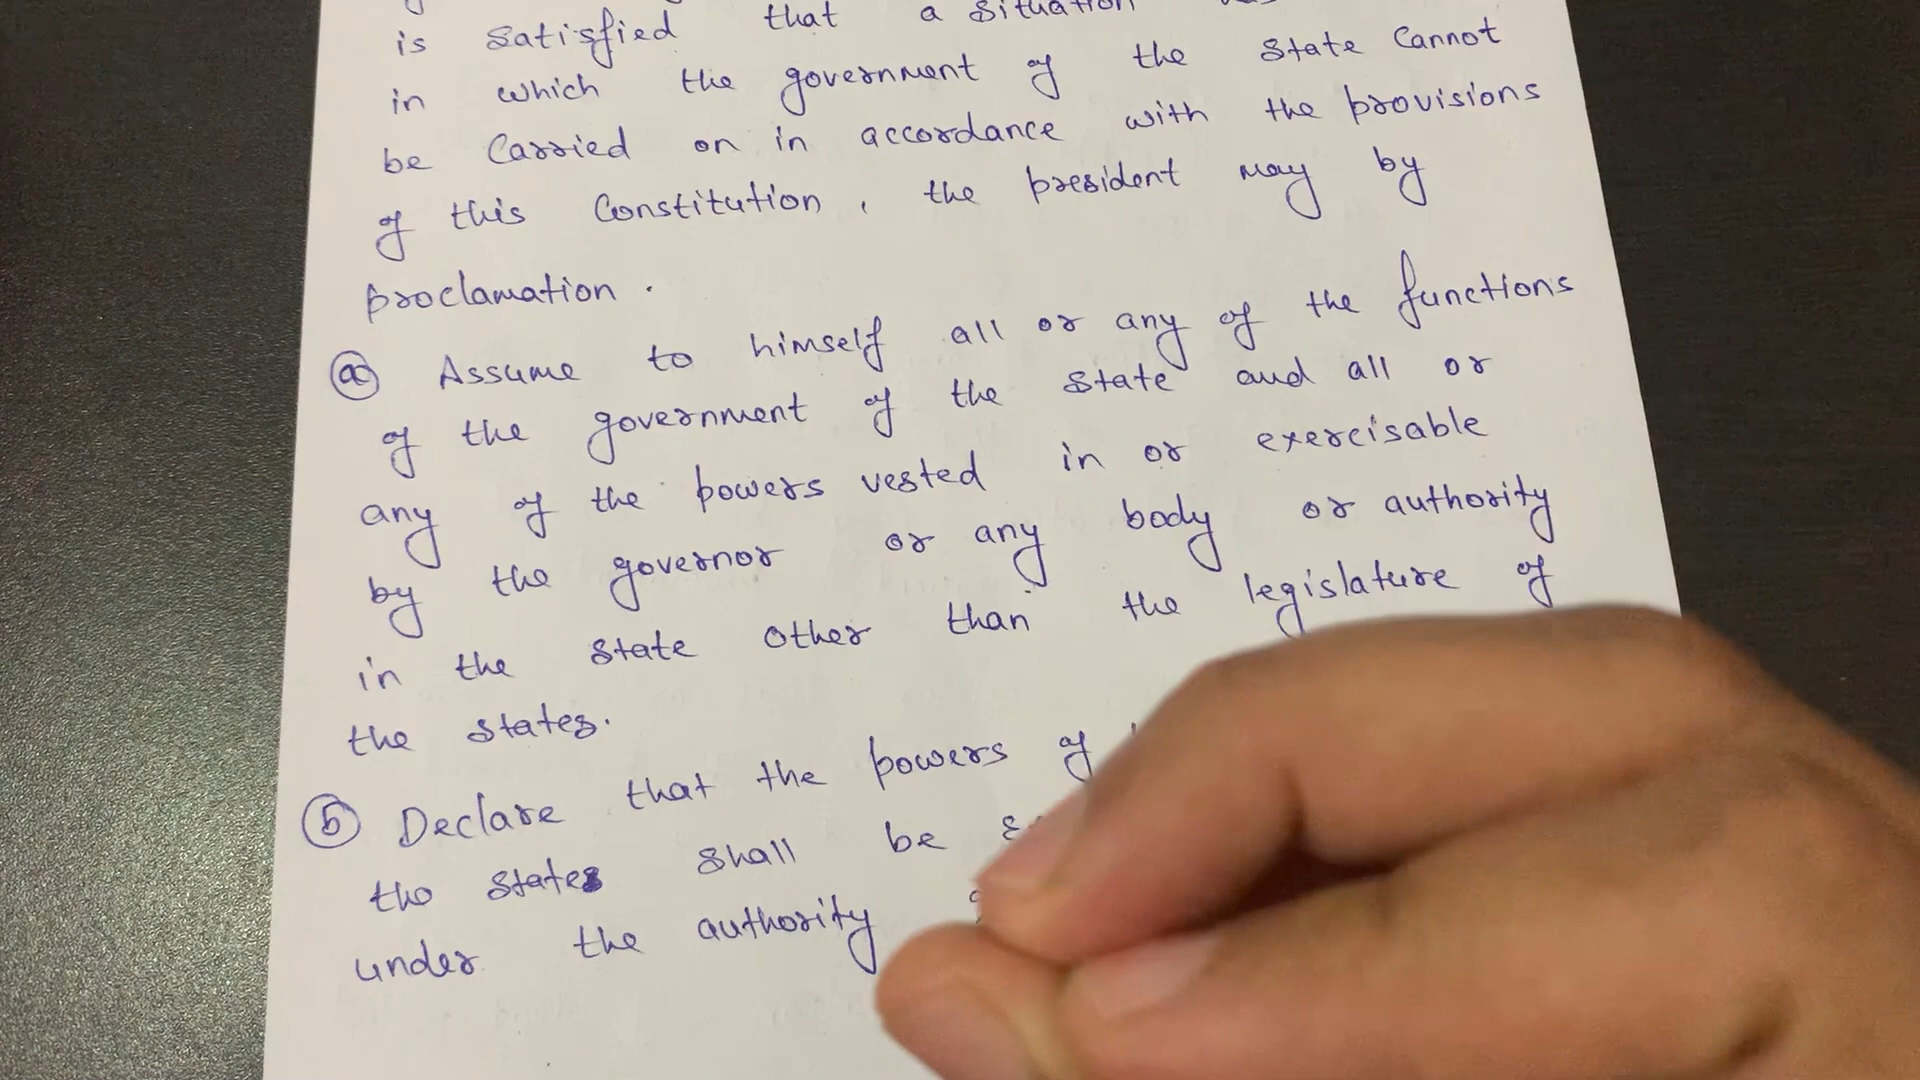 is satisfied that a situation
in which the government of the state cannot
be carried on in accordance with the provisions
of this Constitution, the president may by
proclamation.
(a) Assume to himself all or any of the functions
of the government of the state and all or
any of the powers vested in or exercisable
by the governor or any body or authority
in the state other than the legislature of
the states.
(b) Declare that the powers of
the states shall be
under the authority